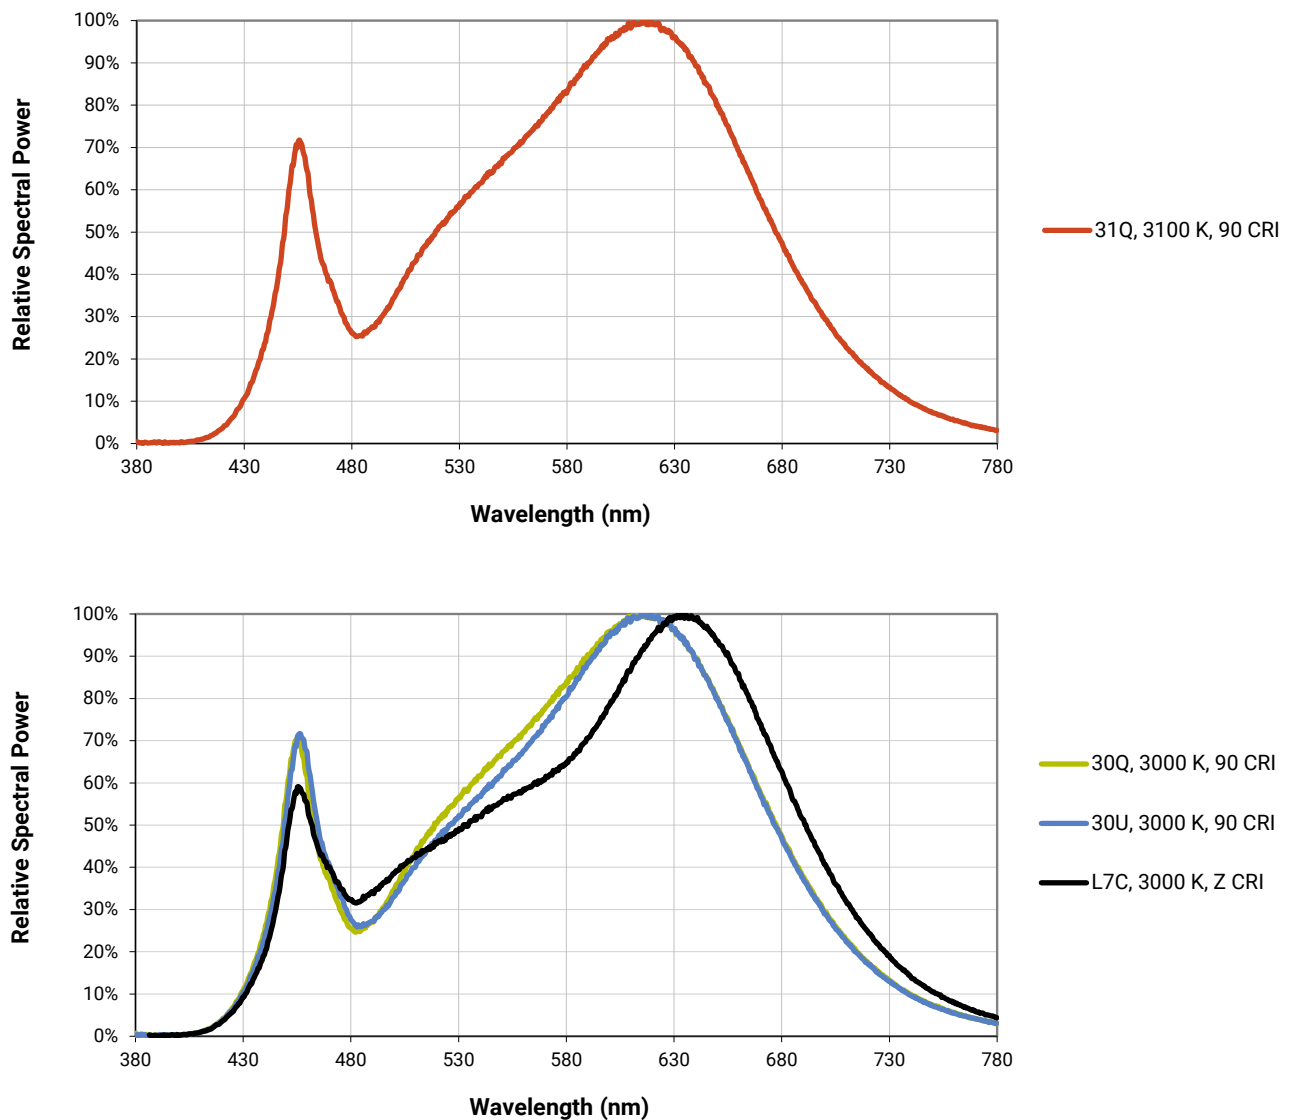 Relative Spectral Power
100%
90%
80%
70%
60%
50%
40%
30%
20%
10%
0%
380 430 480 530 580 630 680 730 780
Wavelength (nm)
31Q, 3100 K, 90 CRI
Relative Spectral Power
100%
90%
80%
70%
60%
50%
40%
30%
20%
10%
0%
380 430 480 530 580 630 680 730 780
Wavelength (nm)
30Q, 3000 K, 90 CRI
30U, 3000 K, 90 CRI
L7C, 3000 K, Z CRI